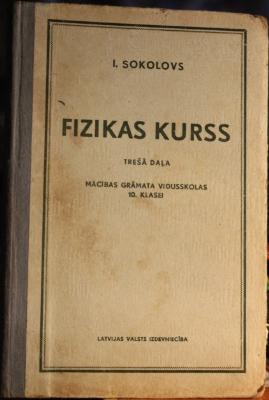 I. SOKOLOVS
FIZIKAS KURSS
TREŠĀ DAĻA
MĀCĪBAS GRĀMATA VIDUSSKOLAS
10. KLASEI
LATVIJAS VALSTS IZDEVNIECĪBA